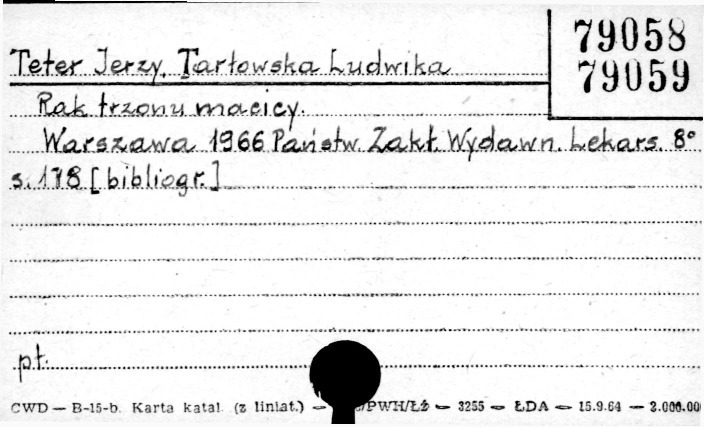 79058
79059
Teter Jerzy, Tarłowska Ludwika
Rak trzonu macicy.
Warszawa 1966 Państw. Zakł. Wydawn. Lekars. 8°
s. 178 [bibliogr.]
pt.
CWD — B-15-b. Karta katal. (z liniat.) — /PWH/ŁŻ — 3255 — ŁDA — 15.9.64 — 2.000.00